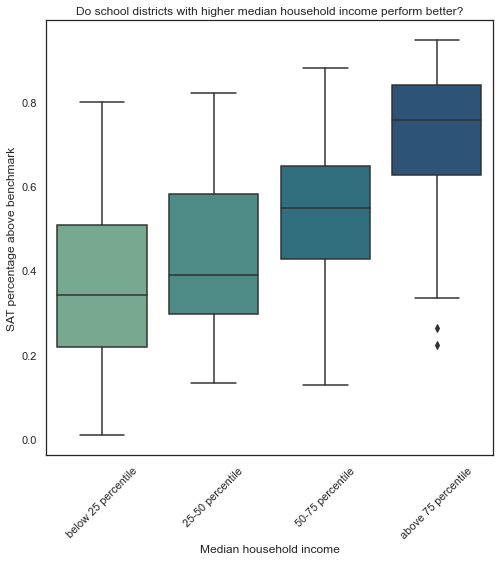 Do school districts with higher median household income perform better?
SAT percentage above benchmark
0.8
0.6
0.4
0.2
0.0
below 25 percentile
25-50 percentile
50-75 percentile
above 75 percentile
Median household income